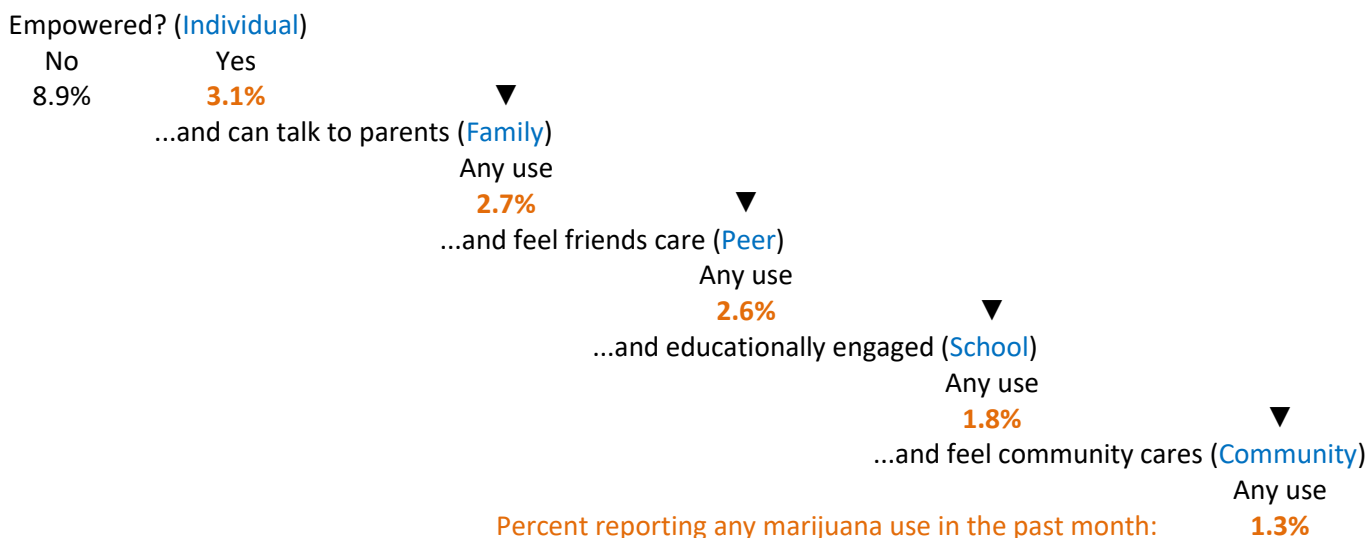 Empowered? (Individual)
No Yes
8.9% 3.1% ▼
...and can talk to parents (Family)
Any use
2.7% ▼
...and feel friends care (Peer)
Any use
2.6% ▼
...and educationally engaged (School)
Any use
1.8% ▼
...and feel community cares (Community)
Any use
Percent reporting any marijuana use in the past month: 1.3%